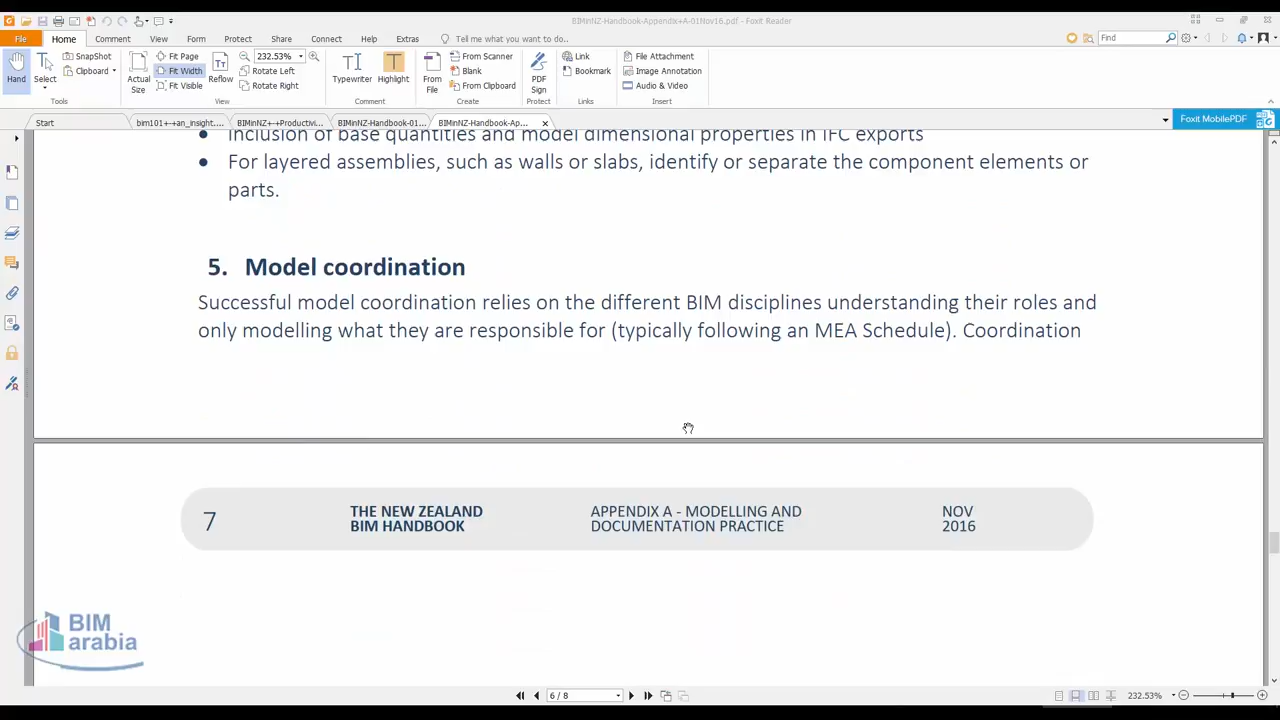 BIMinNZ-Handbook-Appendix+A-01Nov16.pdf - Foxit Reader
File Home Comment View Form Protect Share Connect Help Extras Tell me what you want to do.. Find
Hand Select SnapShot Clipboard Tools
Actual Size Fit Page Fit Width Fit Visible Reflow 232.53% Rotate Left Rotate Right View
Typewriter Highlight Comment
From File From Scanner Blank From Clipboard Create
PDF Sign Protect
Link Bookmark Links
File Attachment Image Annotation Audio & Video Insert
Start bim101+-+an_insight.... BIMinNZ+-+Productivi... BIMinNZ-Handbook-01... BIMinNZ-Handbook-Ap... Foxit MobilePDF
• Inclusion of base quantities and model dimensional properties in IFC exports
• For layered assemblies, such as walls or slabs, identify or separate the component elements or
parts.
5. Model coordination
Successful model coordination relies on the different BIM disciplines understanding their roles and
only modelling what they are responsible for (typically following an MEA Schedule). Coordination
7 THE NEW ZEALAND APPENDIX A - MODELLING AND NOV
BIM HANDBOOK DOCUMENTATION PRACTICE 2016
BIM
arabia
6 / 8 232.53%